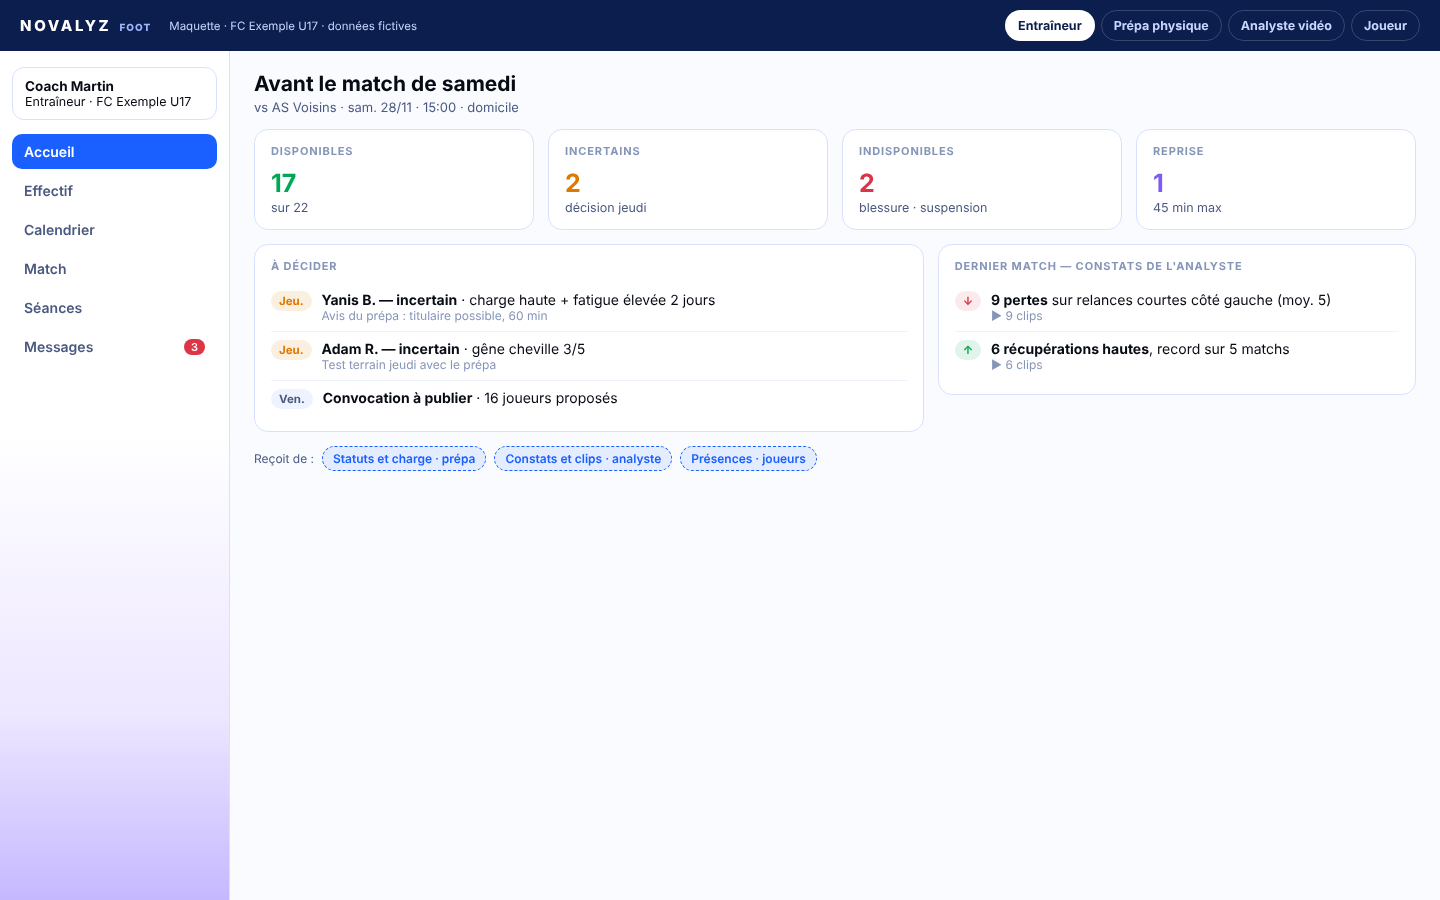 NOVALYZ FOOT Maquette · FC Exemple U17 · données fictives
Entraîneur
Prépa physique
Analyste vidéo
Joueur
Coach Martin
Entraîneur · FC Exemple U17
Accueil
Effectif
Calendrier
Match
Séances
Messages 3
Avant le match de samedi
vs AS Voisins · sam. 28/11 · 15:00 · domicile
DISPONIBLES
17
sur 22
INCERTAINS
2
décision jeudi
INDISPONIBLES
2
blessure · suspension
REPRISE
1
45 min max
À DÉCIDER
Jeu. Yanis B. — incertain · charge haute + fatigue élevée 2 jours
Avis du prépa : titulaire possible, 60 min
Jeu. Adam R. — incertain · gêne cheville 3/5
Test terrain jeudi avec le prépa
Ven. Convocation à publier · 16 joueurs proposés
DERNIER MATCH — CONSTATS DE L'ANALYSTE
↓ 9 pertes sur relances courtes côté gauche (moy. 5)
▶ 9 clips
↑ 6 récupérations hautes, record sur 5 matchs
▶ 6 clips
Reçoit de : Statuts et charge · prépa Constats et clips · analyste Présences · joueurs